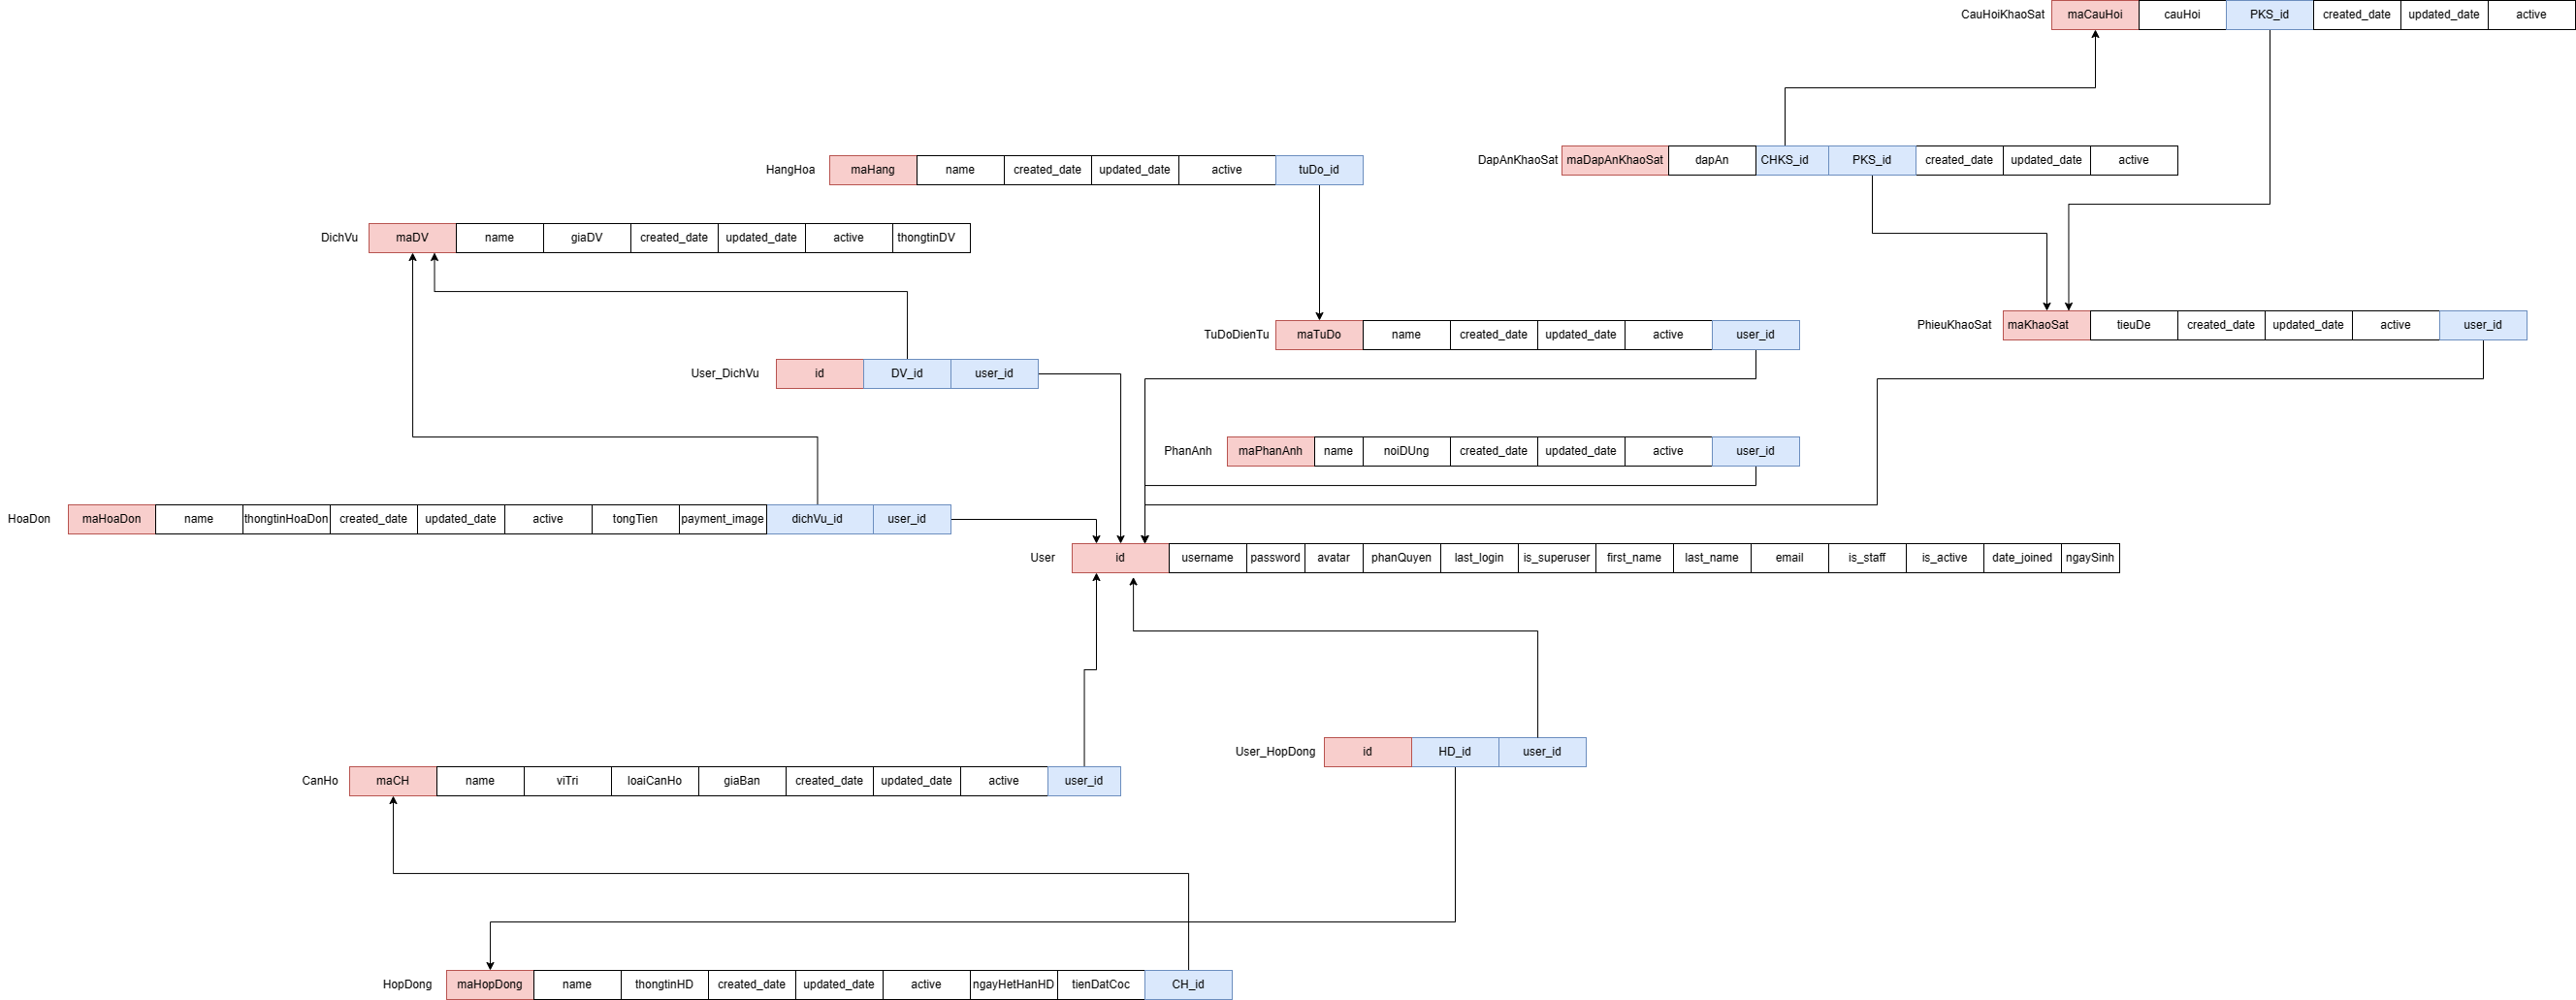 CauHoiKhaoSat maCauHoi cauHoi PKS_id created_date updated_date active
DapAnKhaoSat maDapAnKhaoSat dapAn CHKS_id PKS_id created_date updated_date active
HangHoa maHang name created_date updated_date active tuDo_id
DichVu maDV name giaDV created_date updated_date active thongtinDV
PhieuKhaoSat maKhaoSat tieuDe created_date updated_date active user_id
TuDoDienTu maTuDo name created_date updated_date active user_id
User_DichVu id DV_id user_id
PhanAnh maPhanAnh name noiDUng created_date updated_date active user_id
HoaDon maHoaDon name thongtinHoaDon created_date updated_date active tongTien payment_image dichVu_id user_id
User id username password avatar phanQuyen last_login is_superuser first_name last_name email is_staff is_active date_joined ngaySinh
User_HopDong id HD_id user_id
CanHo maCH name viTri loaiCanHo giaBan created_date updated_date active user_id
HopDong maHopDong name thongtinHD created_date updated_date active ngayHetHanHD tienDatCoc CH_id